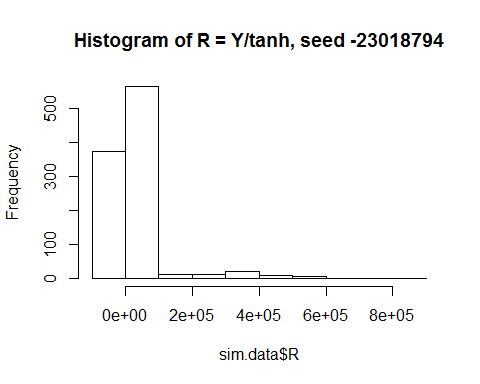 Histogram of R = Y/tanh, seed -23018794
Frequency
500
300
100
0
0e+00 2e+05 4e+05 6e+05 8e+05
sim.data$R